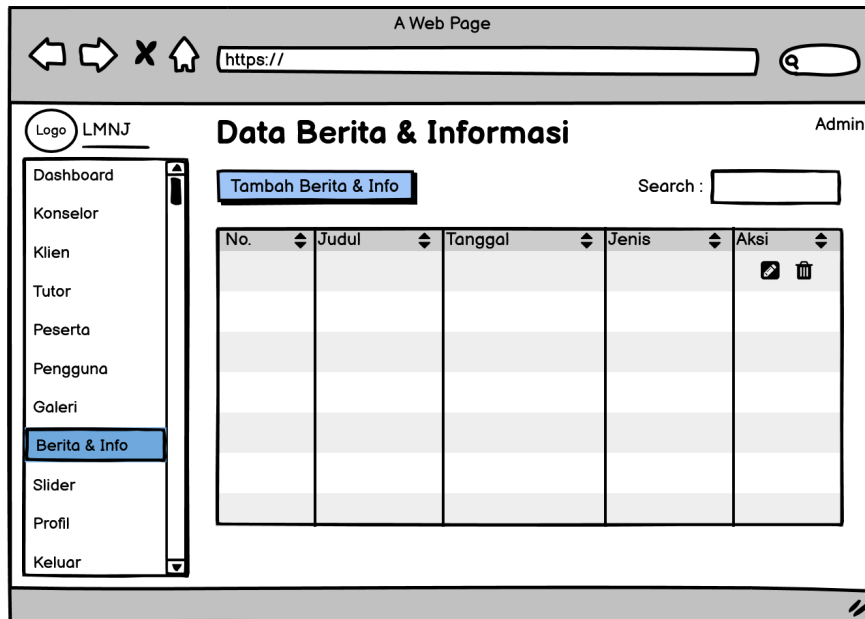 A Web Page
https://
Logo LMNJ
Data Berita & Informasi
Admin
Dashboard
Konselor
Klien
Tutor
Peserta
Pengguna
Galeri
Berita & Info
Slider
Profil
Keluar
Tambah Berita & Info
Search :
No. Judul Tanggal Jenis Aksi